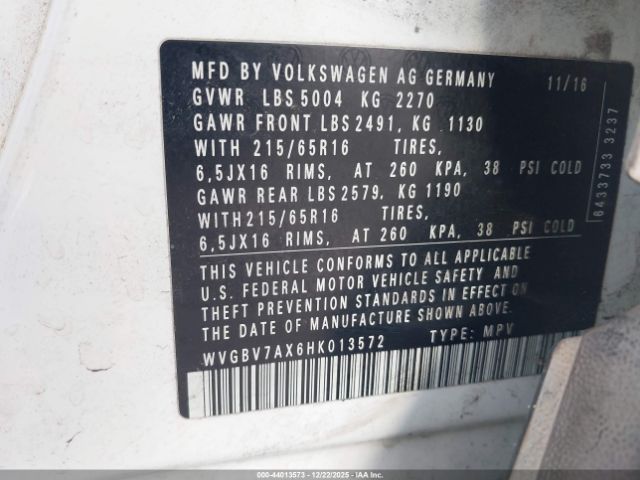 MFD BY VOLKSWAGEN AG GERMANY 11/16
GVWR LBS 5004 KG 2270
GAWR FRONT LBS 2491, KG 1130
WITH 215/65R16 TIRES,
6,5JX16 RIMS, AT 260 KPA, 38 PSI COLD
GAWR REAR LBS 2579, KG 1190
WITH215/65R16 TIRES,
6,5JX16 RIMS, AT 260 KPA, 38 PSI COLD
THIS VEHICLE CONFORMS TO ALL APPLICABLE
U.S. FEDERAL MOTOR VEHICLE SAFETY AND
THEFT PREVENTION STANDARDS IN EFFECT ON
THE DATE OF MANUFACTURE SHOWN ABOVE.
WVGBV7AX6HK013572 TYPE: MPV
6433733 3237
000-44013573 - 12/22/2025 - IAAI.COM